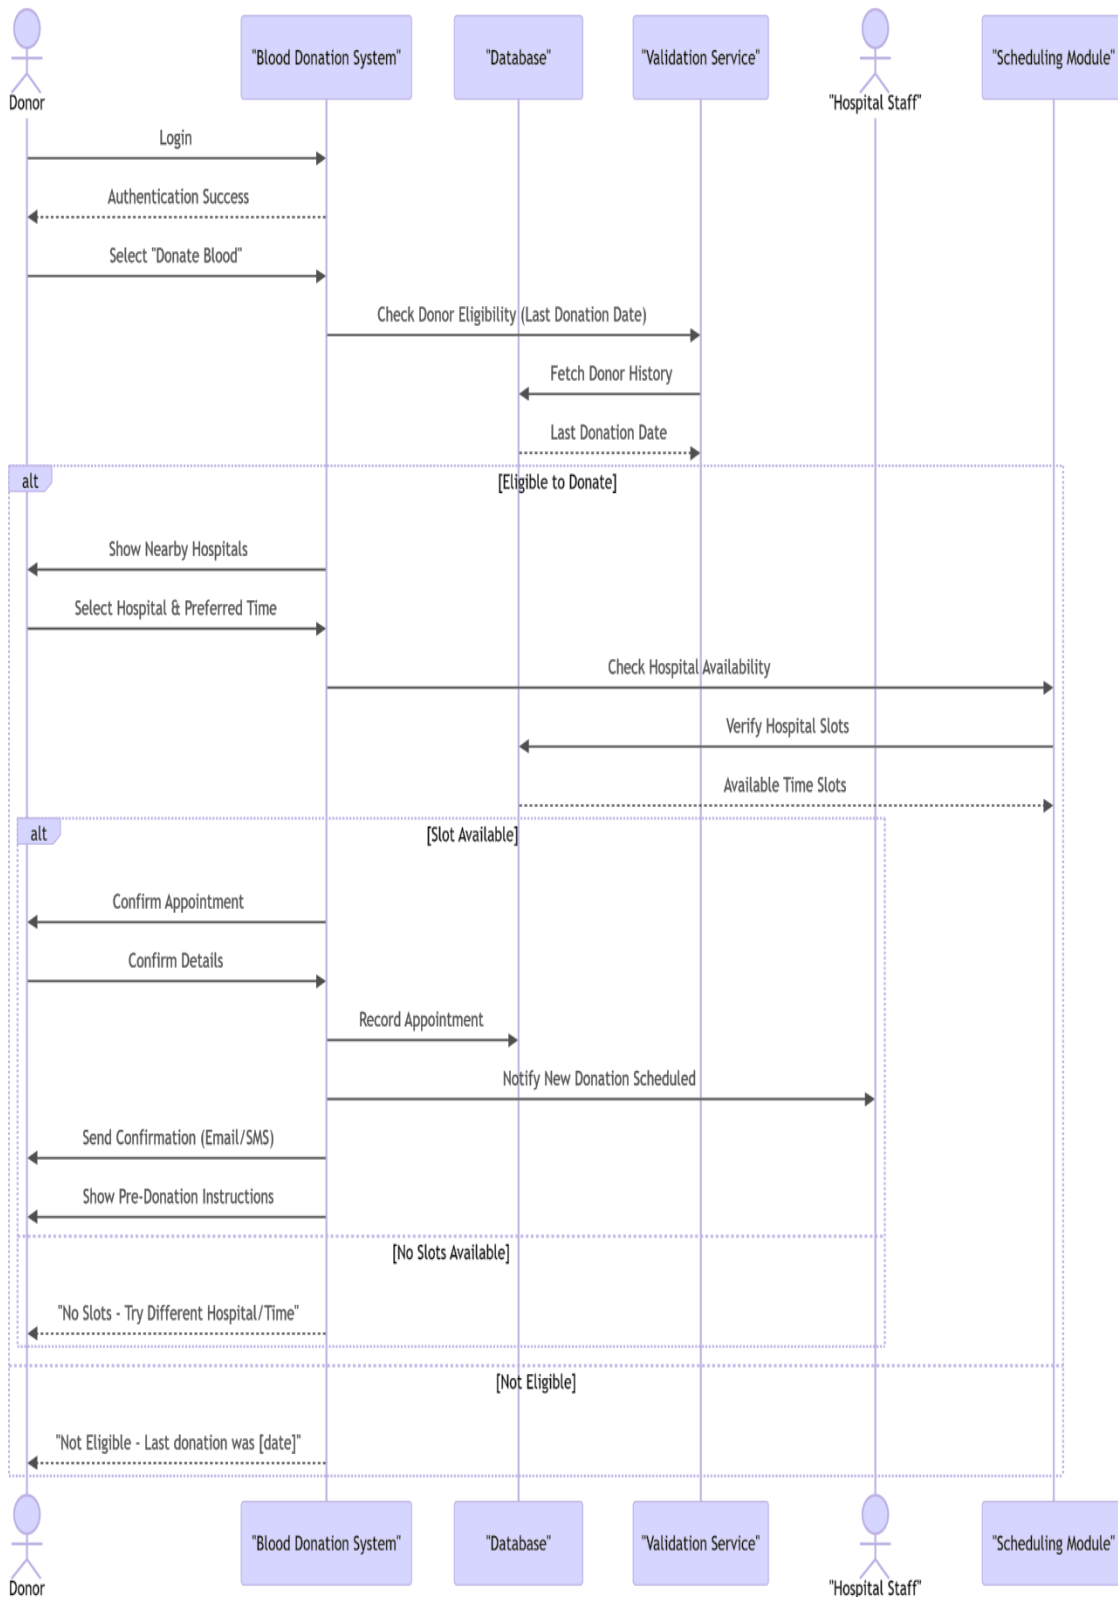 "Blood Donation System"
"Database"
"Validation Service"
"Scheduling Module"
Donor
"Hospital Staff"
Login
Authentication Success
Select "Donate Blood"
Check Donor Eligibility (Last Donation Date)
Fetch Donor History
Last Donation Date
alt
[Eligible to Donate]
Show Nearby Hospitals
Select Hospital & Preferred Time
Check Hospital Availability
Verify Hospital Slots
Available Time Slots
alt
[Slot Available]
Confirm Appointment
Confirm Details
Record Appointment
Notify New Donation Scheduled
Send Confirmation (Email/SMS)
Show Pre-Donation Instructions
[No Slots Available]
"No Slots - Try Different Hospital/Time"
[Not Eligible]
"Not Eligible - Last donation was [date]"
"Blood Donation System"
"Database"
"Validation Service"
"Scheduling Module"
Donor
"Hospital Staff"